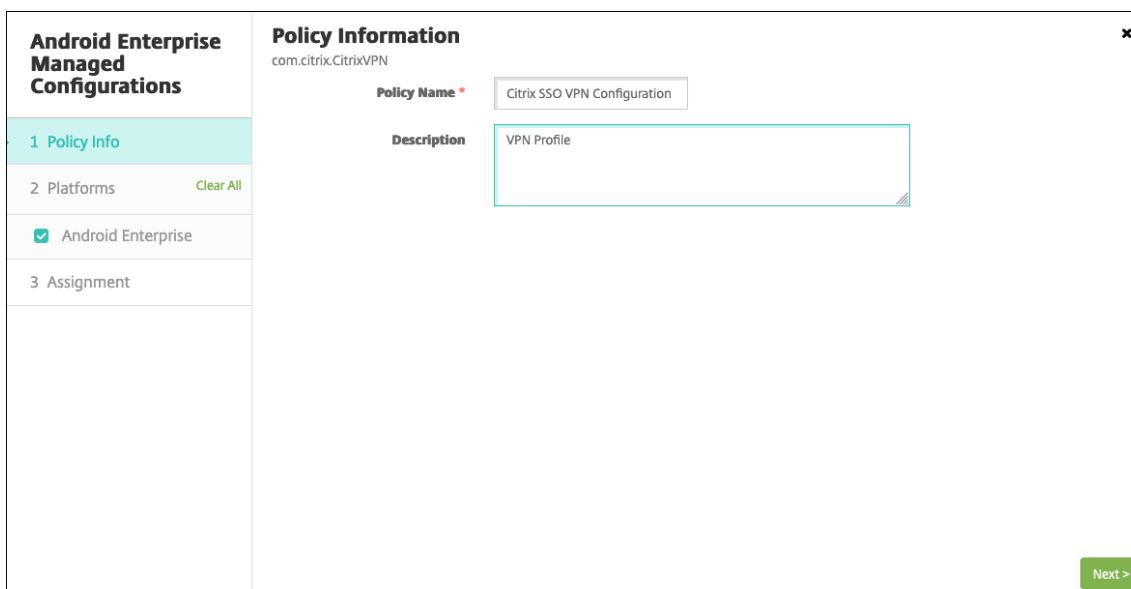 Android Enterprise
Managed
Configurations
1 Policy Info
2 Platforms Clear All
Android Enterprise
3 Assignment
Policy Information
com.citrix.CitrixVPN
Policy Name * Citrix SSO VPN Configuration
Description VPN Profile
Next >